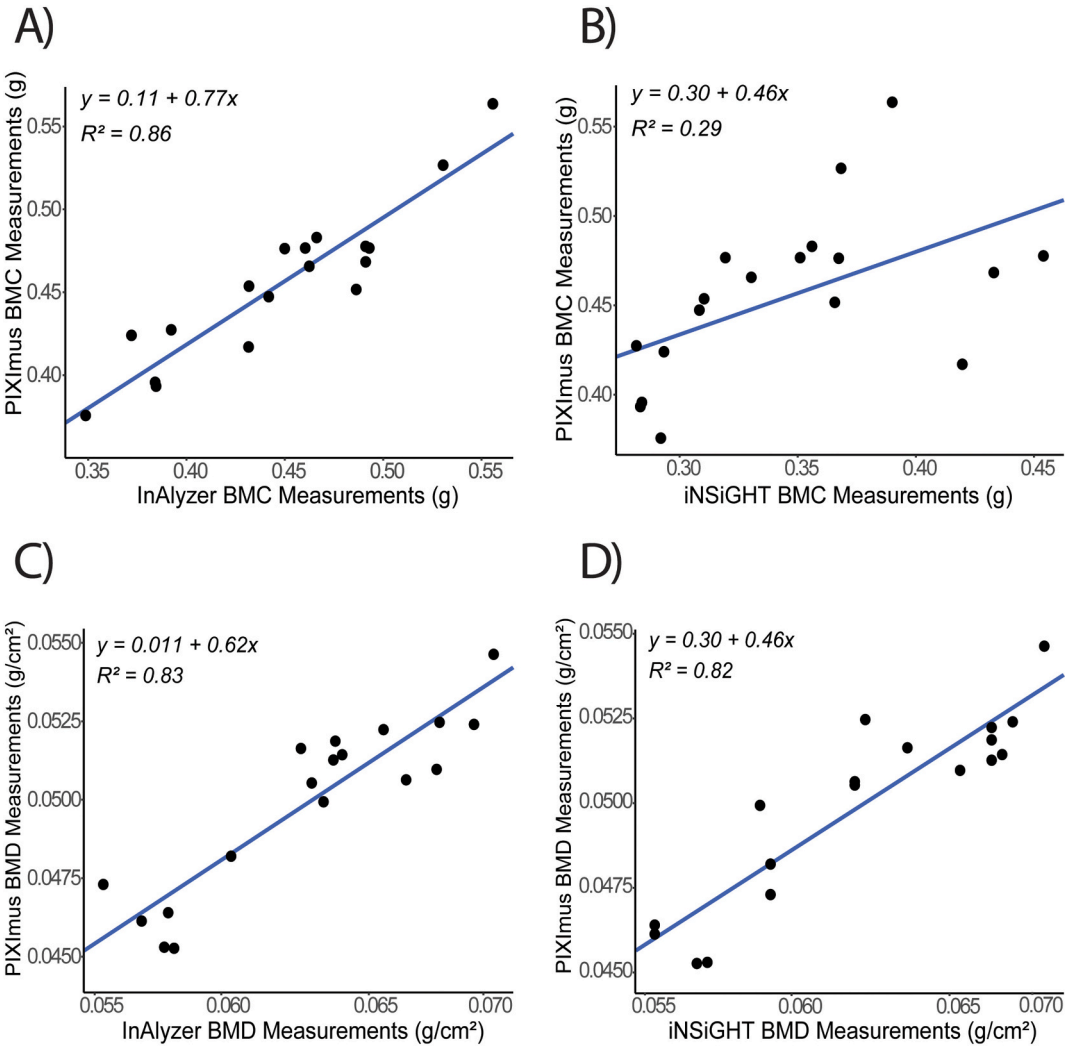 A)
y = 0.11 + 0.77x
R² = 0.86
PIXImus BMC Measurements (g)
0.55
0.50
0.45
0.40
0.35
0.40
0.45
0.50
0.55
InAlyzer BMC Measurements (g)
B)
y = 0.30 + 0.46x
R² = 0.29
PIXImus BMC Measurements (g)
0.55
0.50
0.45
0.40
0.30
0.35
0.40
0.45
iNSiGHT BMC Measurements (g)
C)
y = 0.011 + 0.62x
R² = 0.83
PIXImus BMD Measurements (g/cm²)
0.0550
0.0525
0.0500
0.0475
0.0450
0.055
0.060
0.065
0.070
InAlyzer BMD Measurements (g/cm²)
D)
y = 0.30 + 0.46x
R² = 0.82
PIXImus BMD Measurements (g/cm²)
0.0550
0.0525
0.0500
0.0475
0.0450
0.055
0.060
0.065
0.070
iNSiGHT BMD Measurements (g/cm²)